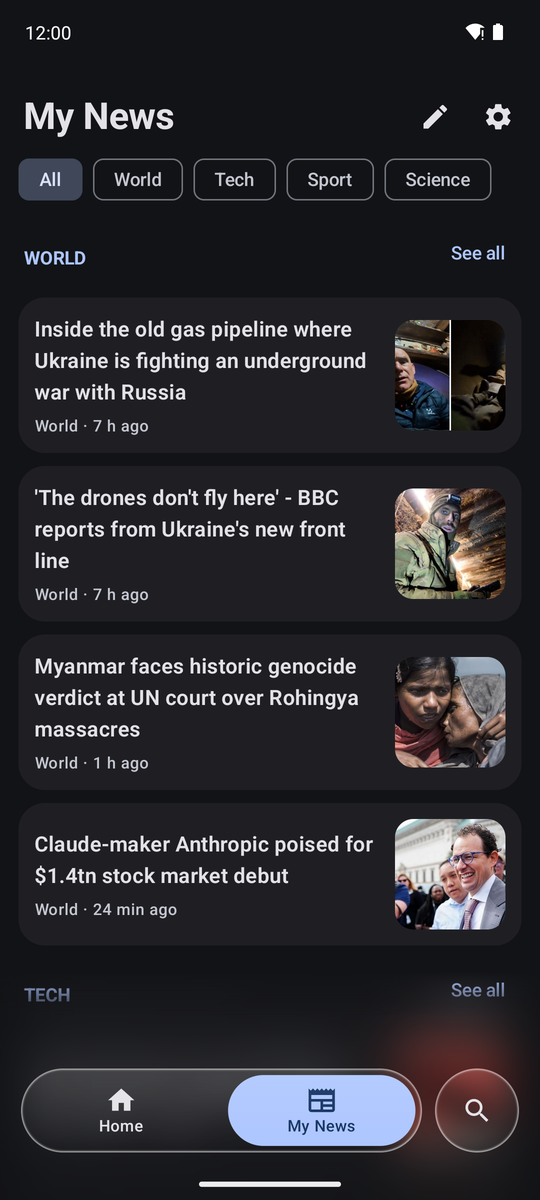 12:00
My News
All World Tech Sport Science
WORLD See all
Inside the old gas pipeline where
Ukraine is fighting an underground
war with Russia
World · 7 h ago
'The drones don't fly here' - BBC
reports from Ukraine's new front
line
World · 7 h ago
Myanmar faces historic genocide
verdict at UN court over Rohingya
massacres
World · 1 h ago
Claude-maker Anthropic poised for
$1.4tn stock market debut
World · 24 min ago
TECH See all
Home My News